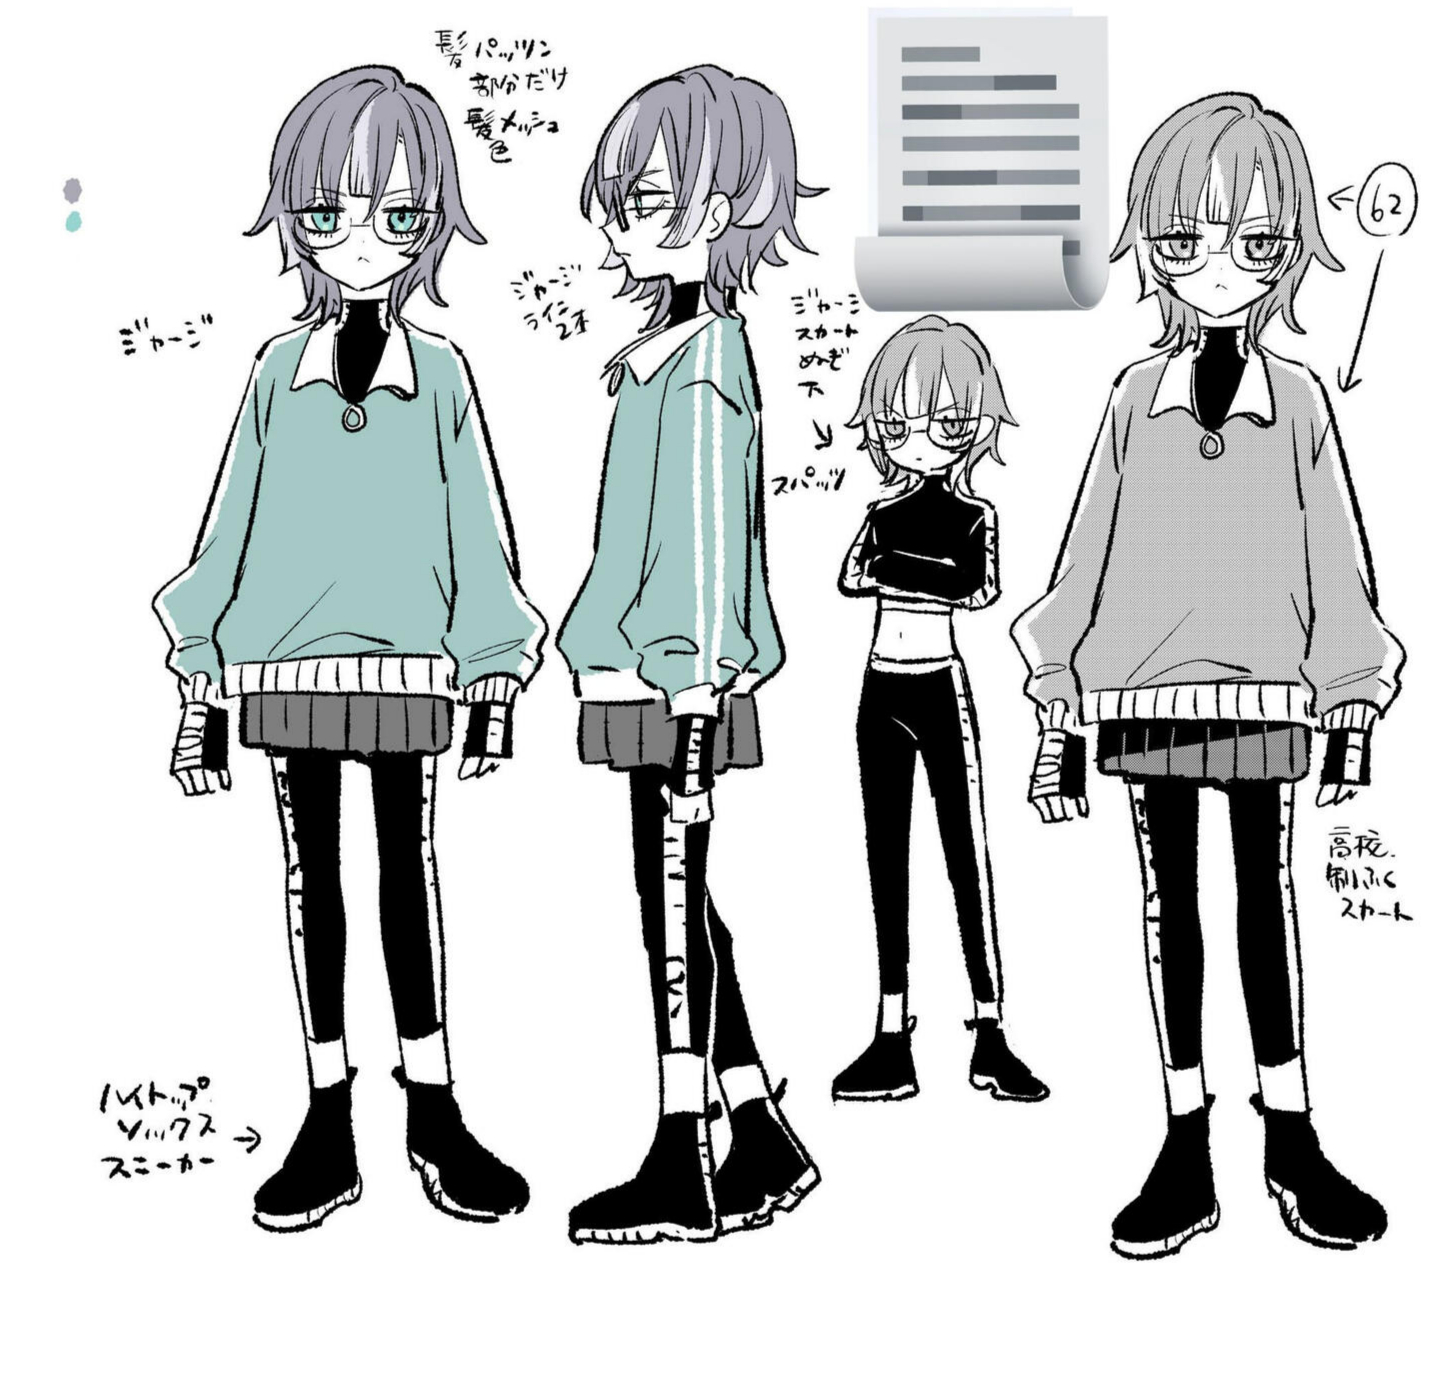 髪パッツン
部分だけ
髪メッシュ
色
ジャージ
ジャージ
ライン
2本
ジャージ
スカート
ぬぎ
下
スパッツ
62
高校
制ふく
スカート
ハイトップ
ソックス
スニーカー